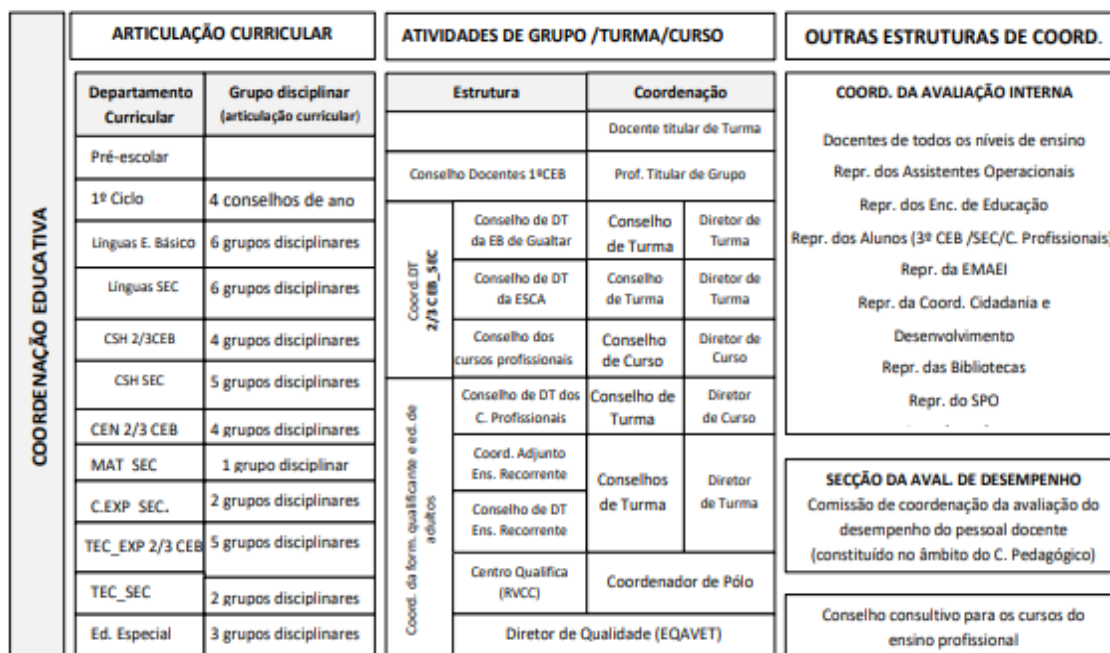 COORDENAÇÃO EDUCATIVA
ARTICULAÇÃO CURRICULAR
Departamento Curricular
Grupo disciplinar
(articulação curricular)
Pré-escolar
1º Ciclo
4 conselhos de ano
Línguas E. Básico
6 grupos disciplinares
Línguas SEC
6 grupos disciplinares
CSH 2/3CEB
4 grupos disciplinares
CSH SEC
5 grupos disciplinares
CEN 2/3 CEB
4 grupos disciplinares
MAT SEC
1 grupo disciplinar
C.EXP SEC.
2 grupos disciplinares
TEC_EXP 2/3 CEB
5 grupos disciplinares
TEC_SEC
2 grupos disciplinares
Ed. Especial
3 grupos disciplinares
ATIVIDADES DE GRUPO /TURMA/CURSO
Estrutura
Coordenação
Docente titular de Turma
Conselho Docentes 1ºCEB
Prof. Titular de Grupo
Coord.DT
2/3 CEB_SEC
Conselho de DT
da EB de Gualtar
Conselho
de Turma
Diretor de
Turma
Conselho de DT
da ESCA
Conselho
de Turma
Diretor de
Turma
Conselho dos
cursos profissionais
Conselho
de Curso
Diretor de
Curso
Coord. da form. qualificante e ed. de
adultos
Conselho de DT dos
C. Profissionais
Conselho de
Turma
Diretor
de Curso
Coord. Adjunto
Ens. Recorrente
Conselho de DT
Ens. Recorrente
Conselhos
de Turma
Diretor
de Turma
Centro Qualifica
(RVCC)
Coordenador de Pólo
Diretor de Qualidade (EQAVET)
OUTRAS ESTRUTURAS DE COORD.
COORD. DA AVALIAÇÃO INTERNA
Docentes de todos os níveis de ensino
Repr. dos Assistentes Operacionais
Repr. dos Enc. de Educação
Repr. dos Alunos (3º CEB /SEC/C. Profissionais)
Repr. da EMAEI
Repr. da Coord. Cidadania e
Desenvolvimento
Repr. das Bibliotecas
Repr. do SPO
SECÇÃO DA AVAL. DE DESEMPENHO
Comissão de coordenação da avaliação do
desempenho do pessoal docente
(constituído no âmbito do C. Pedagógico)
Conselho consultivo para os cursos do
ensino profissional